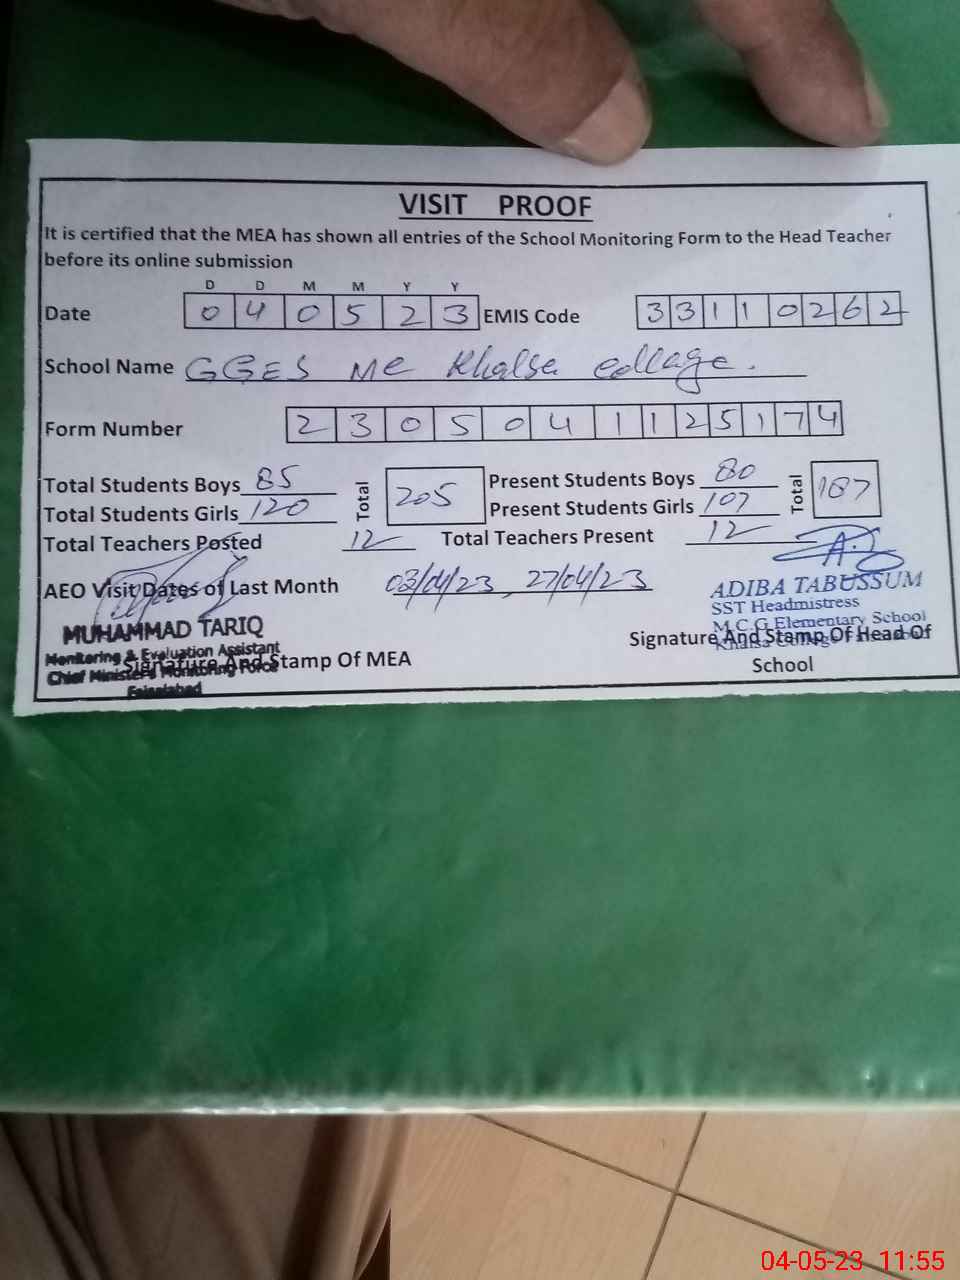 VISIT PROOF
It is certified that the MEA has shown all entries of the School Monitoring Form to the Head Teacher
before its online submission
D D M M Y Y
Date 0 4 0 5 2 3 EMIS Code 3 3 1 1 0 2 6 2
School Name GGES MC Khalsa collage.
Form Number 2 3 0 5 0 4 1 1 2 5 1 7 4
Total Students Boys 85 Total 205 Present Students Boys 80 Total 187
Total Students Girls 120 Present Students Girls 107
Total Teachers Posted 12 Total Teachers Present 12
AEO Visit Dates of Last Month 03/04/23, 27/04/23
ADIBA TABUSSUM
SST Headmistress
M.C.G Elementary School
Khalsa College
Signature And Stamp Of Head Of
School
MUHAMMAD TARIQ
Monitoring & Evaluation Assistant
Chief Minister's Monitoring Force
Faisalabad
Signature And Stamp Of MEA
04-05-23 11:55